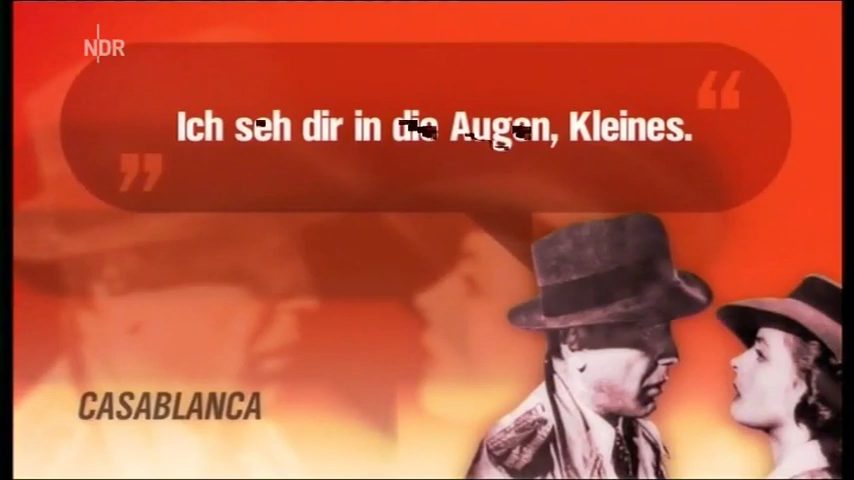 NDR
Ich seh dir in die Augen, Kleines.
CASABLANCA